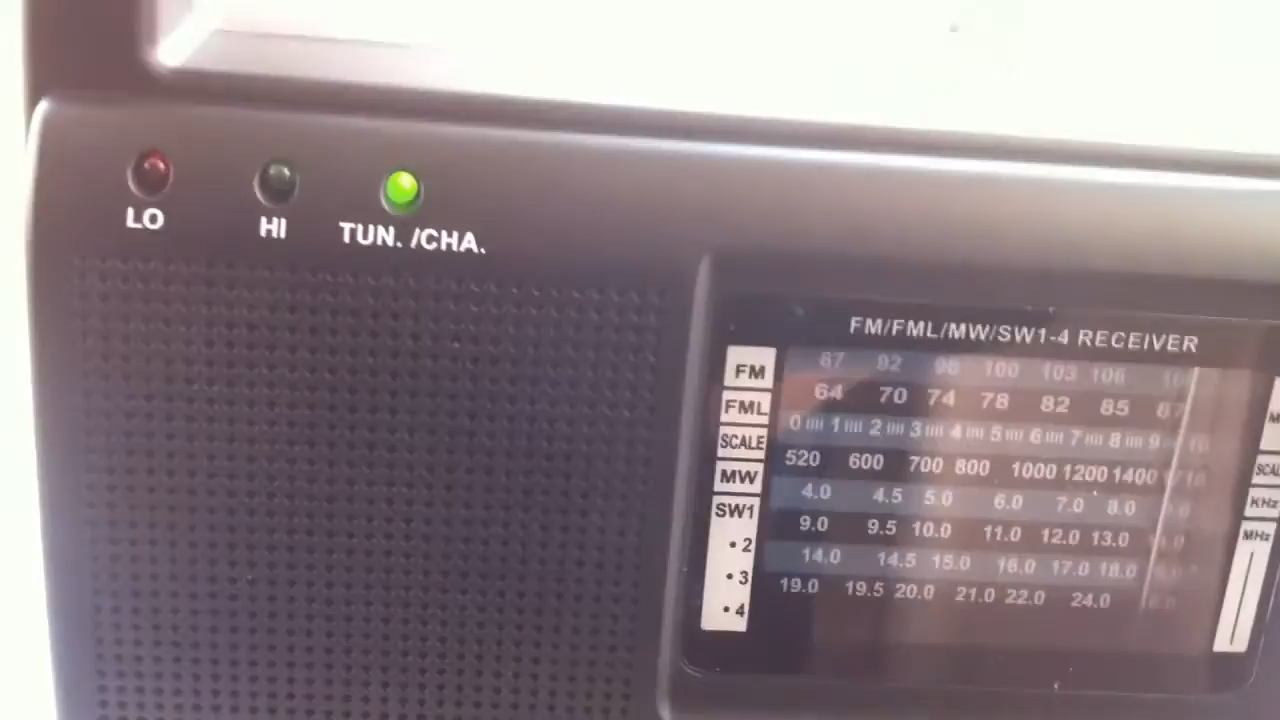 LO
HI
TUN. /CHA.
FM/FML/MW/SW1-4 RECEIVER
FM 87 92 98 100 103 106
FML 64 70 74 78 82 85 87
SCALE 0 1 2 3 4 5 6 7 8 9 10
MW 520 600 700 800 1000 1200 1400
SW1 4.0 4.5 5.0 6.0 7.0 8.0
• 2 9.0 9.5 10.0 11.0 12.0 13.0
• 3 14.0 14.5 15.0 16.0 17.0 18.0
• 4 19.0 19.5 20.0 21.0 22.0 24.0
KHz
MHz